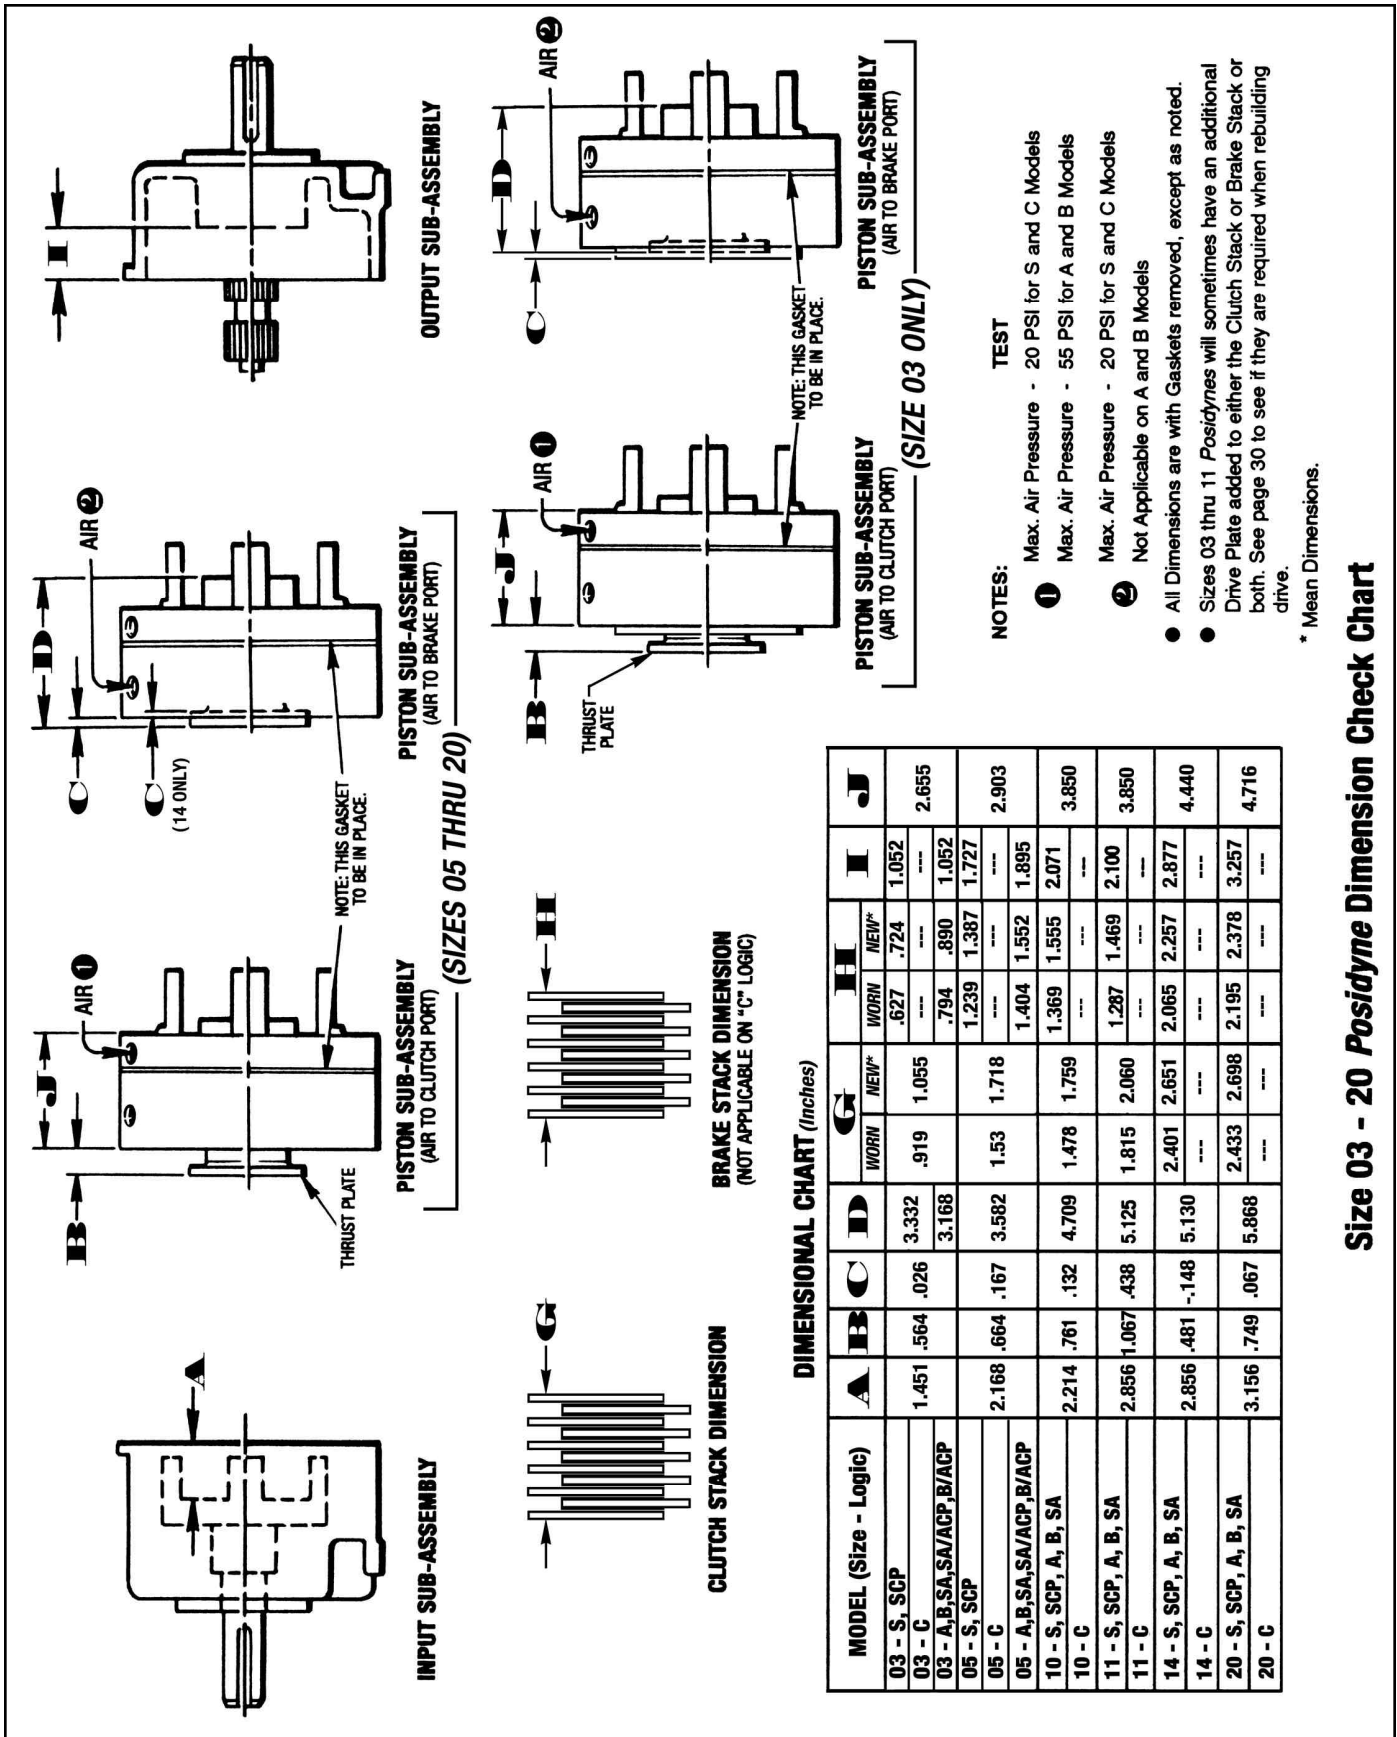 A
INPUT SUB-ASSEMBLY
B
J
AIR ❶
THRUST PLATE
PISTON SUB-ASSEMBLY
(AIR TO CLUTCH PORT)
NOTE: THIS GASKET
TO BE IN PLACE.
C
D
C
(14 ONLY)
AIR ❷
PISTON SUB-ASSEMBLY
(AIR TO BRAKE PORT)
(SIZES 05 THRU 20)
I
OUTPUT SUB-ASSEMBLY
G
CLUTCH STACK DIMENSION
H
BRAKE STACK DIMENSION
(NOT APPLICABLE ON "C" LOGIC)
B
J
AIR ❶
THRUST
PLATE
PISTON SUB-ASSEMBLY
(AIR TO CLUTCH PORT)
NOTE: THIS GASKET
TO BE IN PLACE.
C
D
AIR ❷
PISTON SUB-ASSEMBLY
(AIR TO BRAKE PORT)
(SIZE 03 ONLY)
DIMENSIONAL CHART (Inches)
MODEL (Size - Logic) A B C D G H I J
WORN NEW* WORN NEW*
03 - S, SCP 1.451 .564 .026 3.332 .919 1.055 .627 .724 1.052 2.655
03 - C --- --- ---
03 - A,B,SA,SA/ACP,B/ACP 3.168 .794 .890 1.052
05 - S, SCP 2.168 .664 .167 3.582 1.53 1.718 1.239 1.387 1.727 2.903
05 - C --- --- ---
05 - A,B,SA,SA/ACP,B/ACP 1.404 1.552 1.895
10 - S, SCP, A, B, SA 2.214 .761 .132 4.709 1.478 1.759 1.369 1.555 2.071 3.850
10 - C --- --- ---
11 - S, SCP, A, B, SA 2.856 1.067 .438 5.125 1.815 2.060 1.287 1.469 2.100 3.850
11 - C --- --- ---
14 - S, SCP, A, B, SA 2.856 .481 -.148 5.130 2.401 2.651 2.065 2.257 2.877 4.440
14 - C --- --- --- --- ---
20 - S, SCP, A, B, SA 3.156 .749 .067 5.868 2.433 2.698 2.195 2.378 3.257 4.716
20 - C --- --- --- --- ---
NOTES: TEST
❶ Max. Air Pressure - 20 PSI for S and C Models
Max. Air Pressure - 55 PSI for A and B Models
❷ Max. Air Pressure - 20 PSI for S and C Models
Not Applicable on A and B Models
● All Dimensions are with Gaskets removed, except as noted.
● Sizes 03 thru 11 Posidynes will sometimes have an additional
Drive Plate added to either the Clutch Stack or Brake Stack or
both. See page 30 to see if they are required when rebuilding
drive.
* Mean Dimensions.
Size 03 - 20 Posidyne Dimension Check Chart